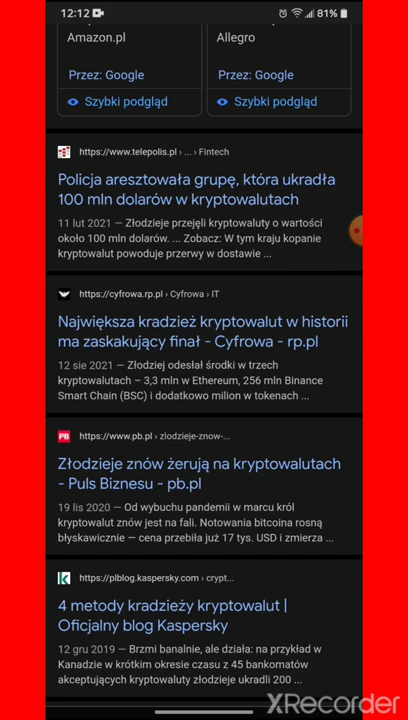 12:12 81%
Amazon.pl Allegro
Przez: Google Przez: Google
Szybki podgląd Szybki podgląd
https://www.telepolis.pl › ... › Fintech
Policja aresztowała grupę, która ukradła
100 mln dolarów w kryptowalutach
11 lut 2021 — Złodzieje przejęli kryptowaluty o wartości
około 100 mln dolarów. ... Zobacz: W tym kraju kopanie
kryptowalut powoduje przerwy w dostawie ...
https://cyfrowa.rp.pl › Cyfrowa › IT
Największa kradzież kryptowalut w historii
ma zaskakujący finał - Cyfrowa - rp.pl
12 sie 2021 — Złodziej odesłał środki w trzech
kryptowalutach – 3,3 mln w Ethereum, 256 mln Binance
Smart Chain (BSC) i dodatkowo milion w tokenach ...
PB https://www.pb.pl › zlodzieje-znow-...
Złodzieje znów żerują na kryptowalutach
- Puls Biznesu - pb.pl
19 lis 2020 — Od wybuchu pandemii w marcu król
kryptowalut znów jest na fali. Notowania bitcoina rosną
błyskawicznie — cena przebiła już 17 tys. USD i zmierza ...
https://plblog.kaspersky.com › crypt...
4 metody kradzieży kryptowalut |
Oficjalny blog Kaspersky
12 gru 2019 — Brzmi banalnie, ale działa: na przykład w
Kanadzie w krótkim okresie czasu z 45 bankomatów
akceptujących kryptowaluty złodzieje ukradli 200 ...
XRecorder